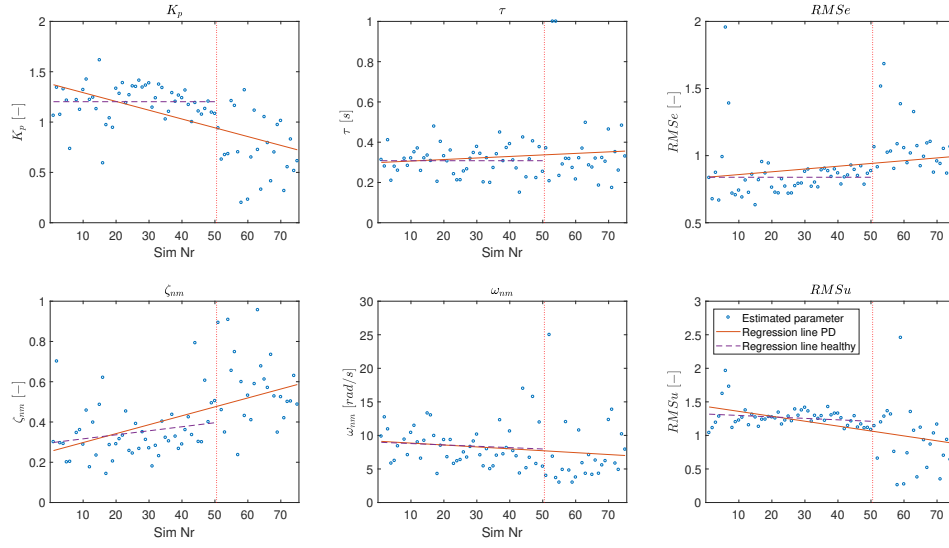 K_p
τ
RMSe
2
1.5
1
0.5
0
K_p [−]
10 20 30 40 50 60 70
Sim Nr
1
0.8
0.6
0.4
0.2
0
τ [s]
10 20 30 40 50 60 70
Sim Nr
2
1.5
1
0.5
RMSe [−]
10 20 30 40 50 60 70
ζ_nm
ω_nm
RMSu
1
0.8
0.6
0.4
0.2
0
ζ_nm [−]
10 20 30 40 50 60 70
Sim Nr
30
25
20
15
10
5
0
ω_nm [rad/s]
10 20 30 40 50 60 70
Sim Nr
3
2.5
2
1.5
1
0.5
0
RMSu [−]
Estimated parameter
Regression line PD
Regression line healthy
10 20 30 40 50 60 70